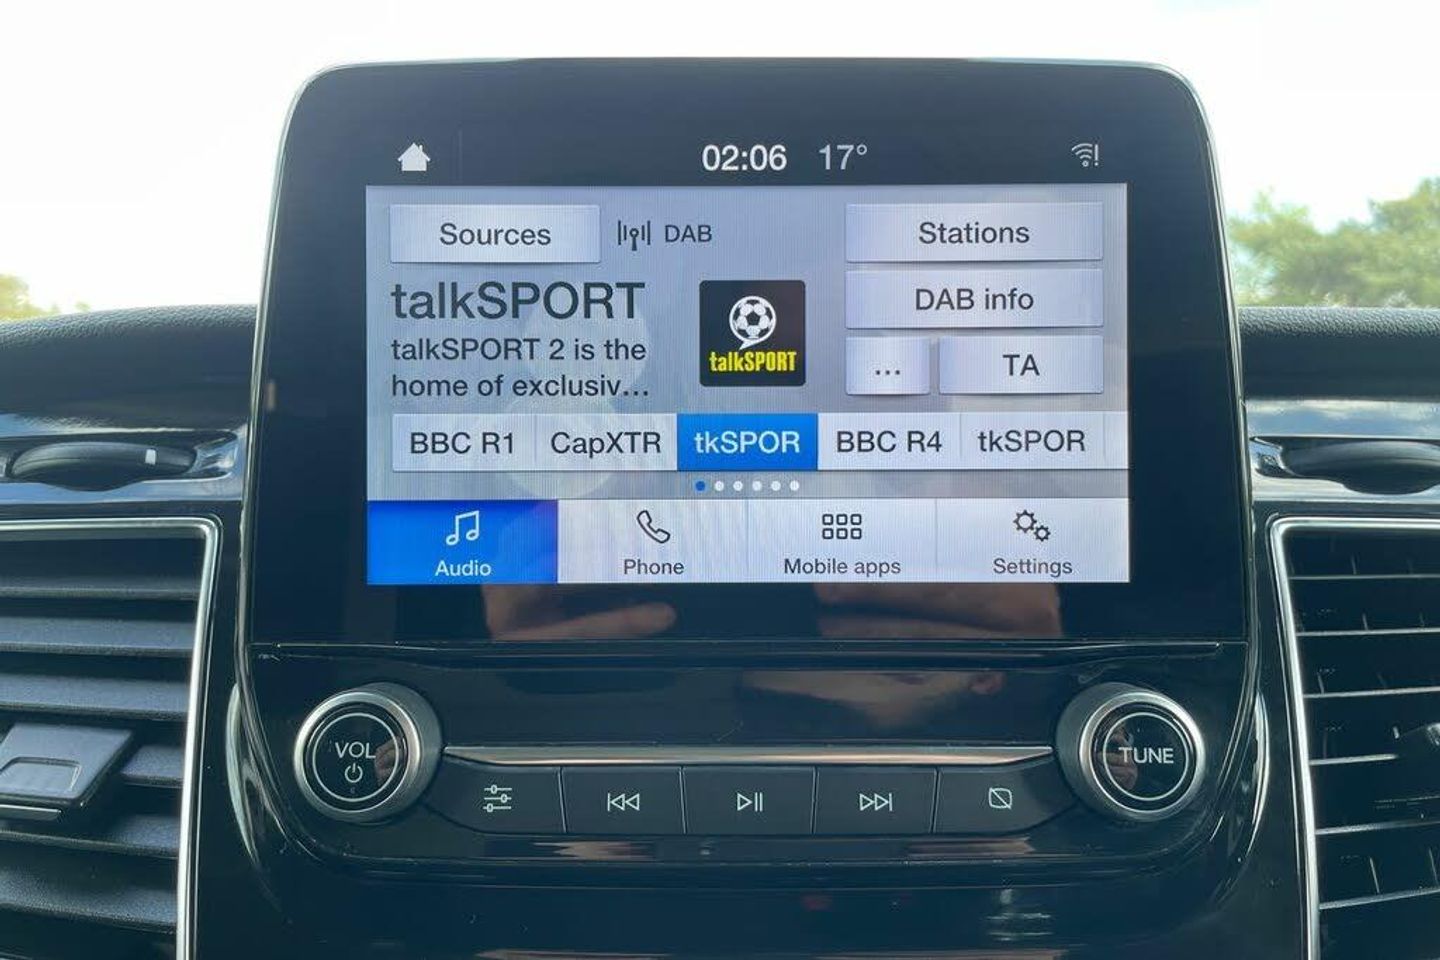 02:06 17°
Sources DAB Stations
talkSPORT
talkSPORT 2 is the
home of exclusiv...
talkSPORT
DAB info
... TA
BBC R1 CapXTR tkSPOR BBC R4 tkSPOR
Audio Phone Mobile apps Settings
VOL TUNE